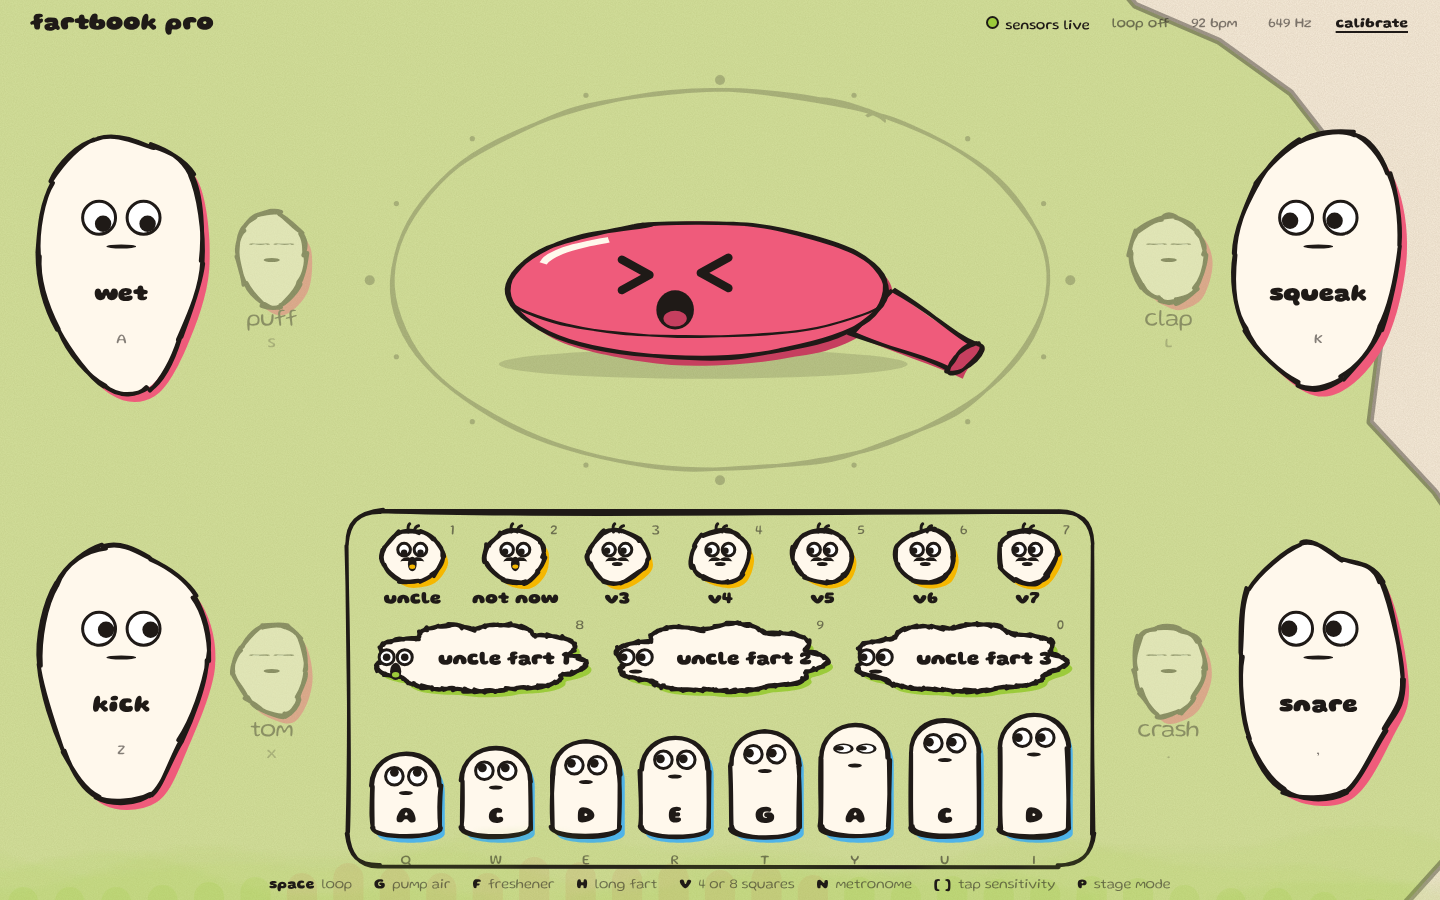 fartbook pro
sensors live loop off 92 bpm 649 Hz calibrate
wet
A
puff
S
clap
L
squeak
K
kick
Z
tom
X
crash
.
snare
,
1 2 3 4 5 6 7
uncle not now v3 v4 v5 v6 v7
8 9 0
uncle fart 1 uncle fart 2 uncle fart 3
A C D E G A C D
Q W E R T Y U I
space loop G pump air F freshener H long fart V 4 or 8 squares N metronome [ ] tap sensitivity P stage mode